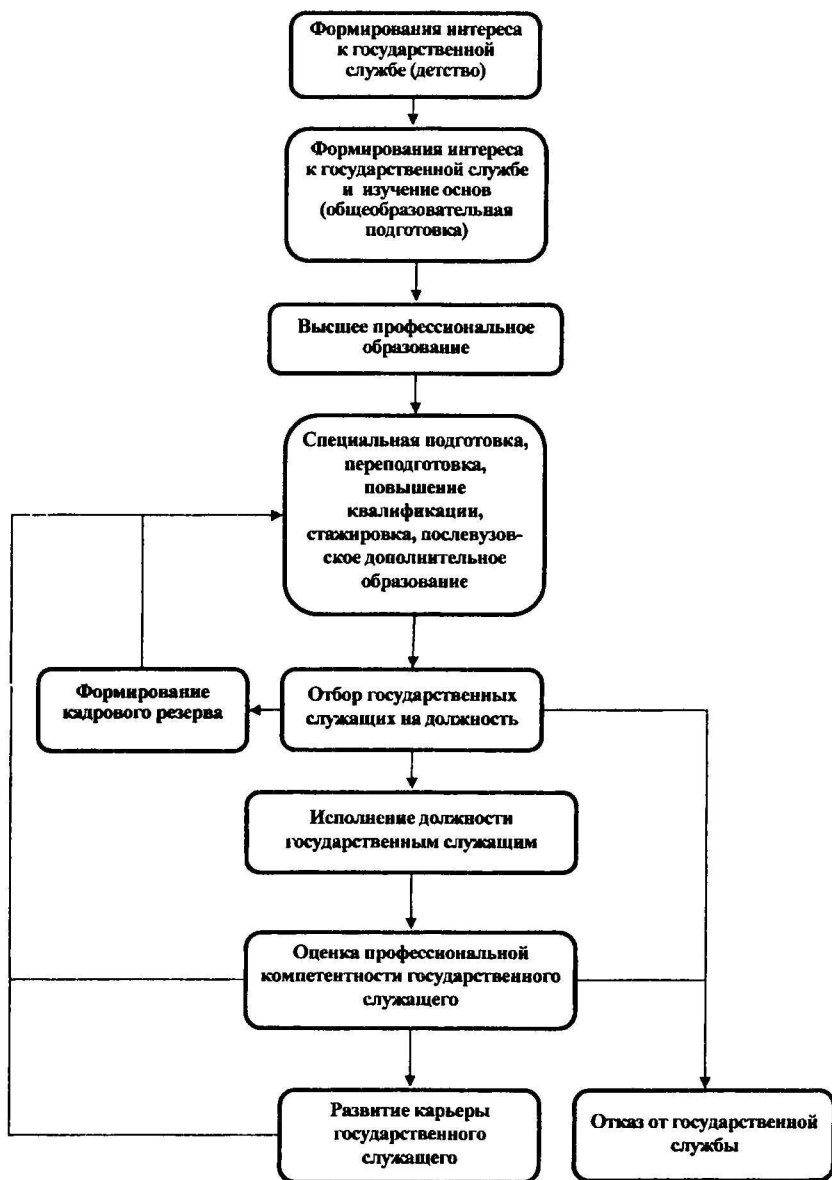 Формирования интереса
к государственной
службе (детство)
Формирования интереса
к государственной службе
и изучение основ
(общеобразовательная
подготовка)
Высшее профессиональное
образование
Специальная подготовка,
переподготовка,
повышение
квалификации,
стажировка, послевузов-
ское дополнительное
образование
Формирование
кадрового резерва
Отбор государственных
служащих на должность
Исполнение должности
государственным служащим
Оценка профессиональной
компетентности государственного
служащего
Развитие карьеры
государственного
служащего
Отказ от государственной
службы